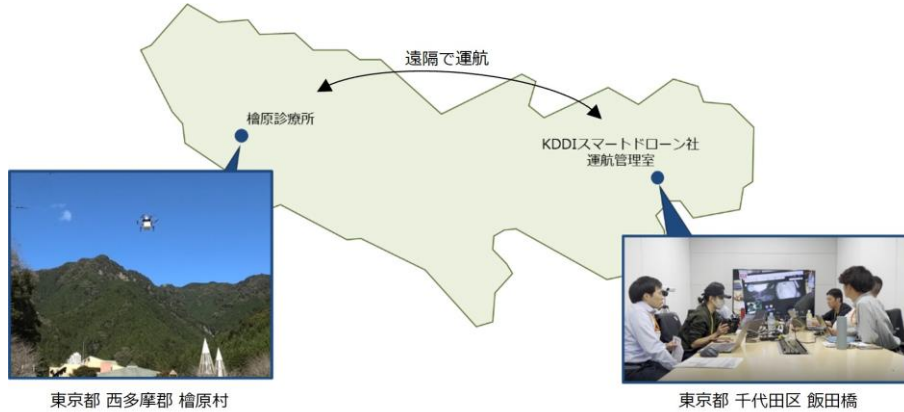 遠隔で運航
檜原診療所
KDDIスマートドローン社
運航管理室
東京都 西多摩郡 檜原村
東京都 千代田区 飯田橋